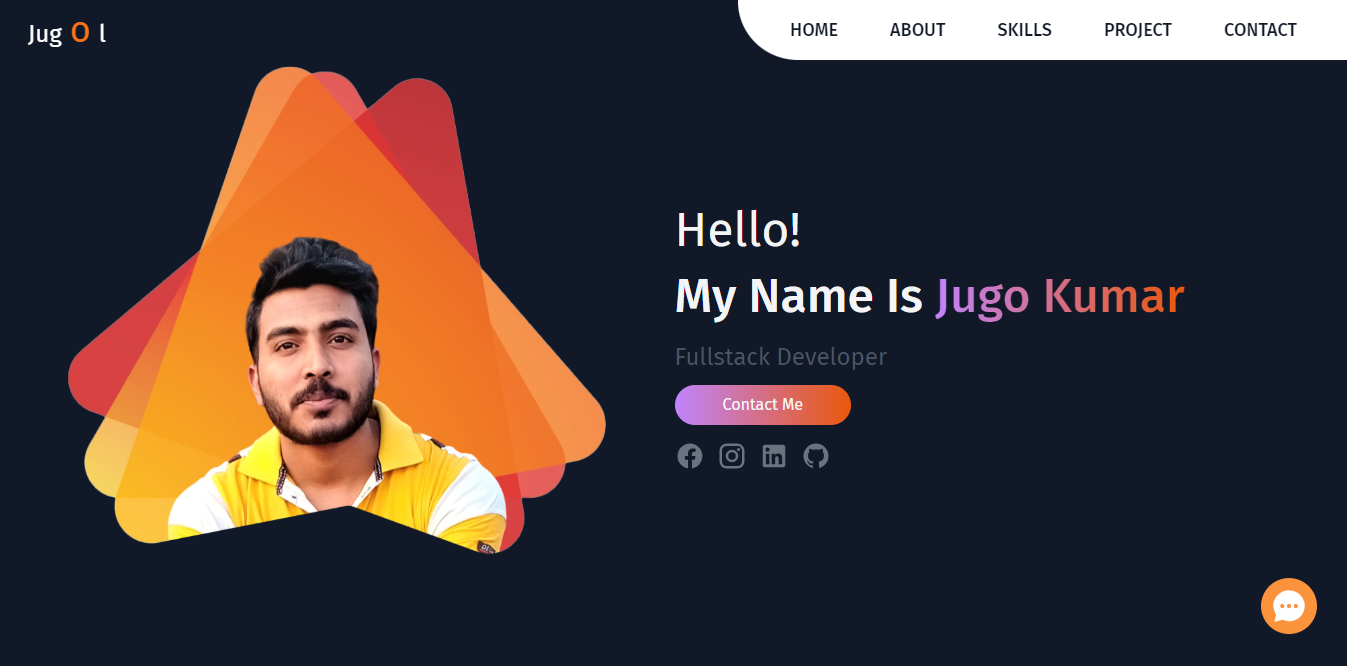 Jug O l
HOME ABOUT SKILLS PROJECT CONTACT
Hello!
My Name Is Jugo Kumar
Fullstack Developer
Contact Me